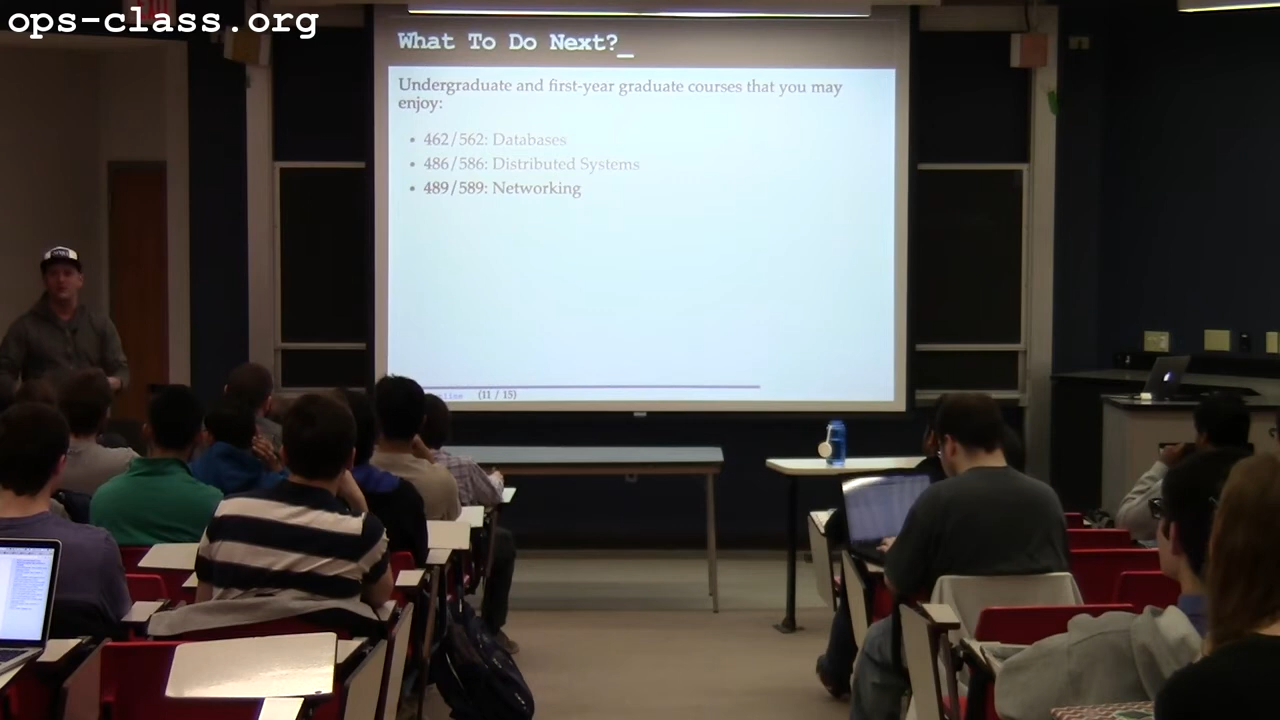 ops-class.org
What To Do Next?_
Undergraduate and first-year graduate courses that you may
enjoy:
• 462/562: Databases
• 486/586: Distributed Systems
• 489/589: Networking
(11 / 15)